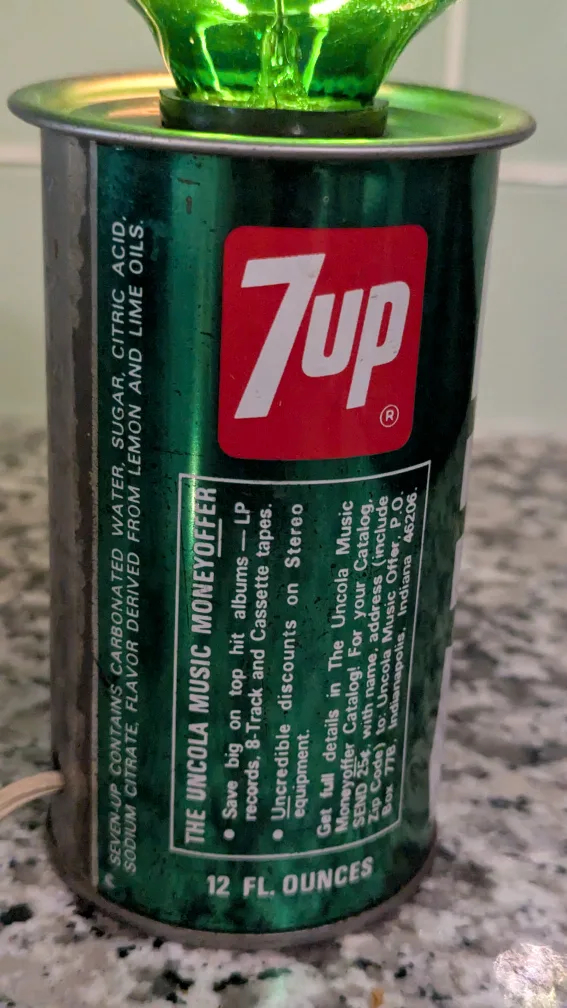 7up
®
SEVEN-UP CONTAINS CARBONATED WATER, SUGAR, CITRIC ACID,
SODIUM CITRATE, FLAVOR DERIVED FROM LEMON AND LIME OILS.
THE UNCOLA MUSIC MONEYOFFER
• Save big on top hit albums — LP
records, 8-Track and Cassette tapes.
• Uncredible discounts on Stereo
equipment.
Get full details in The Uncola Music
Moneyoffer Catalog! For your Catalog,
SEND 25¢, with name, address (include
Zip Code) to: Uncola Music Offer, P.O.
Box 77B, Indianapolis, Indiana 46206.
12 FL. OUNCES